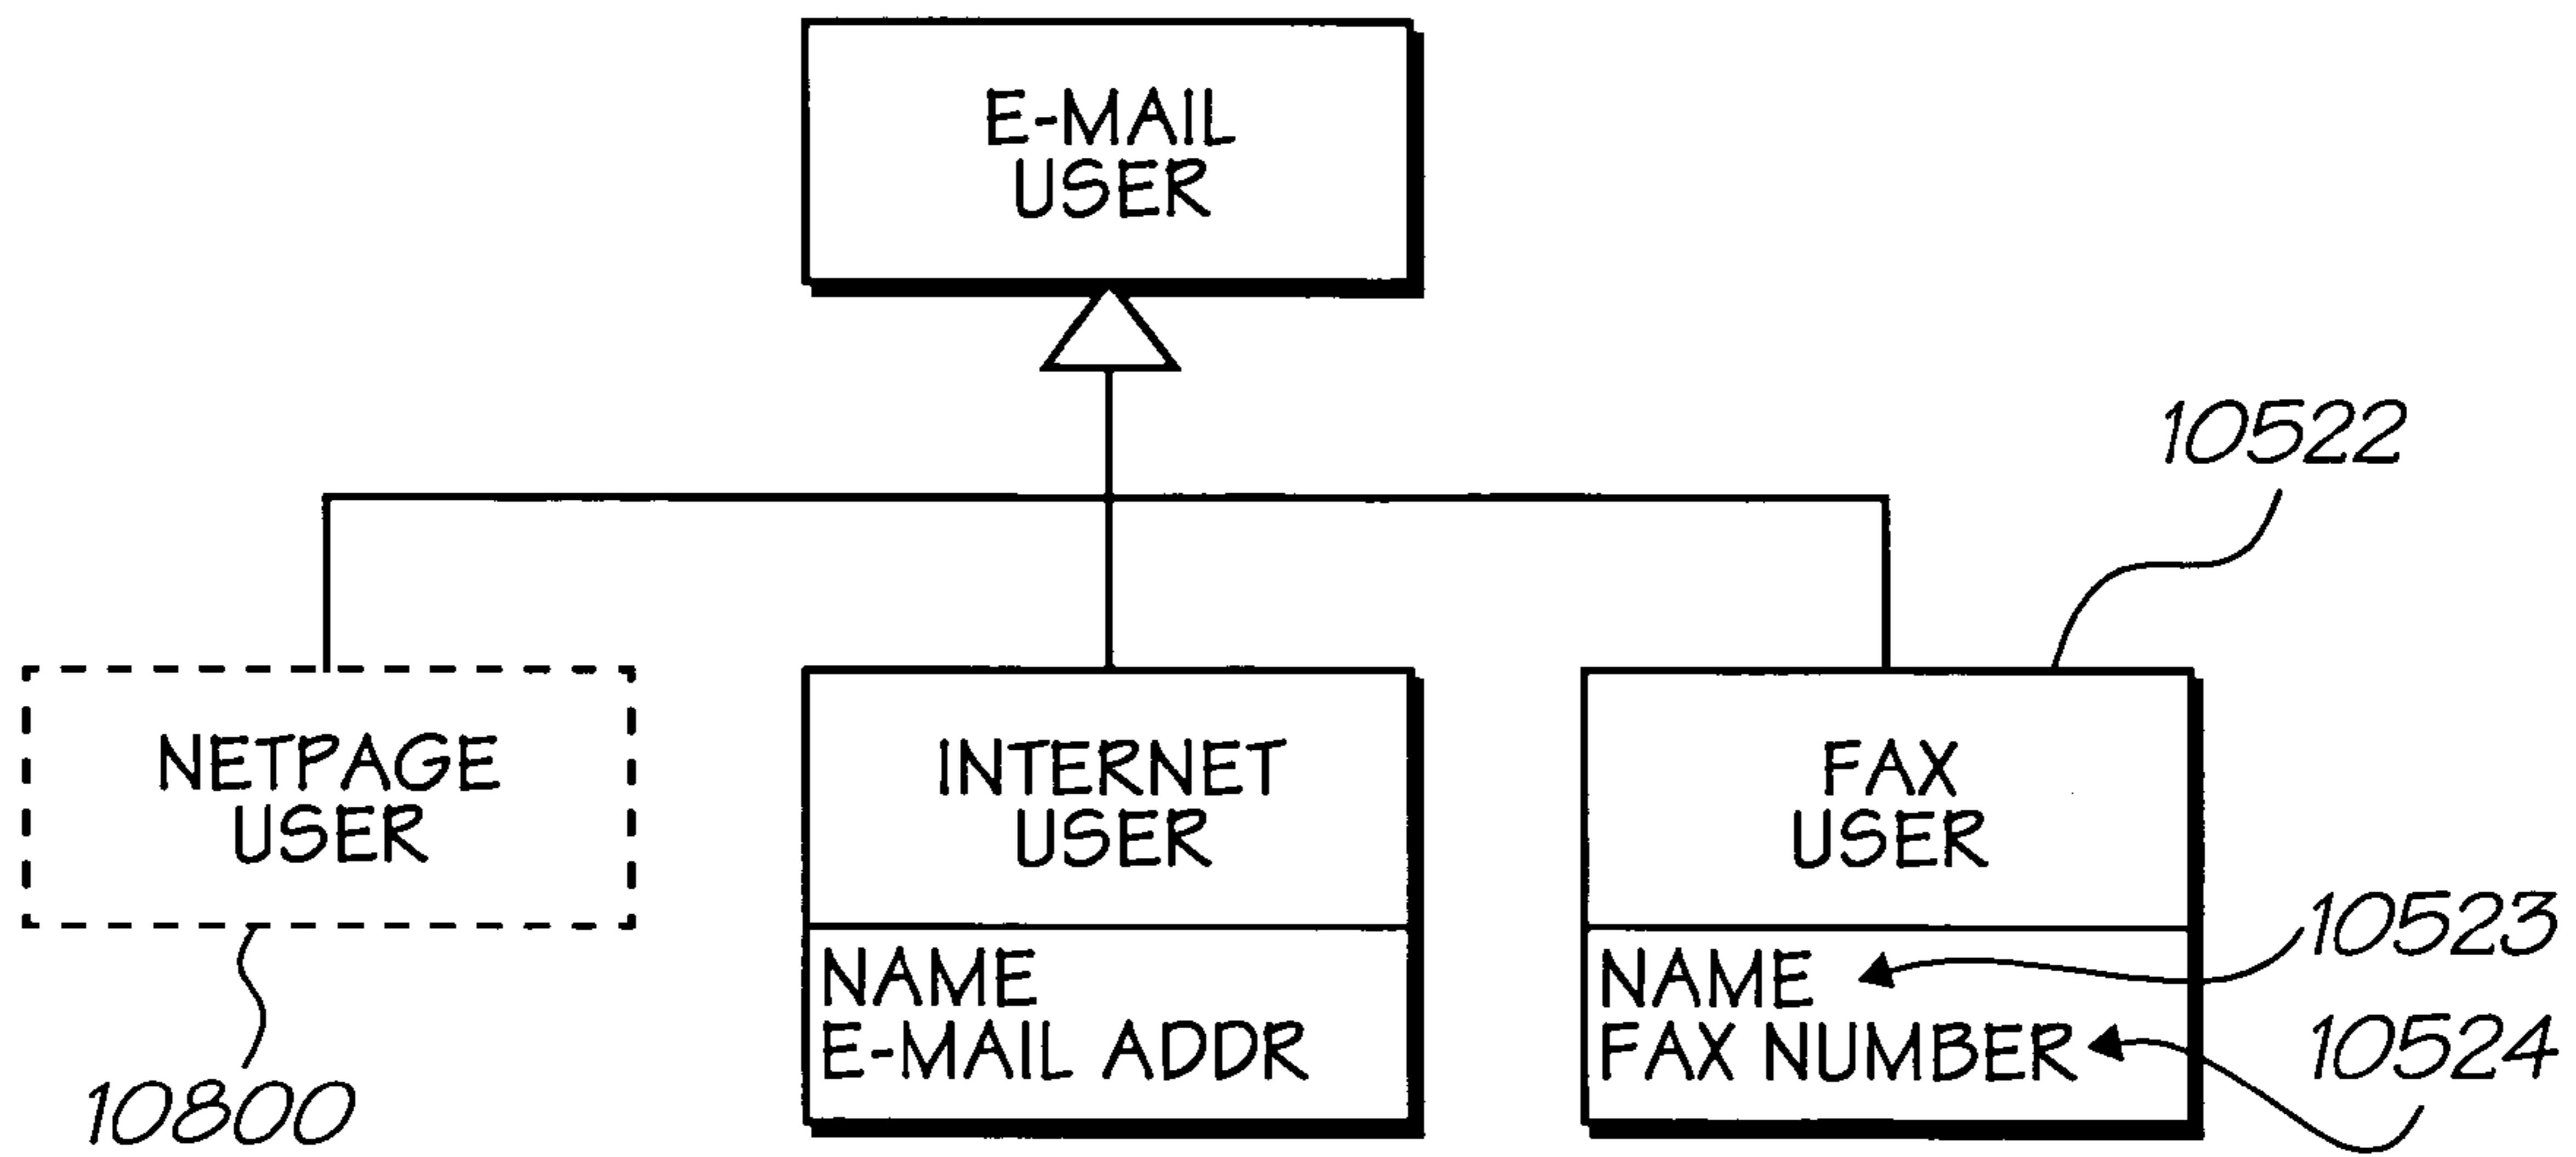 E-MAIL
USER
10522
NETPAGE
USER
INTERNET
USER
FAX
USER
NAME
E-MAIL ADDR
NAME
FAX NUMBER
10523
10524
10800